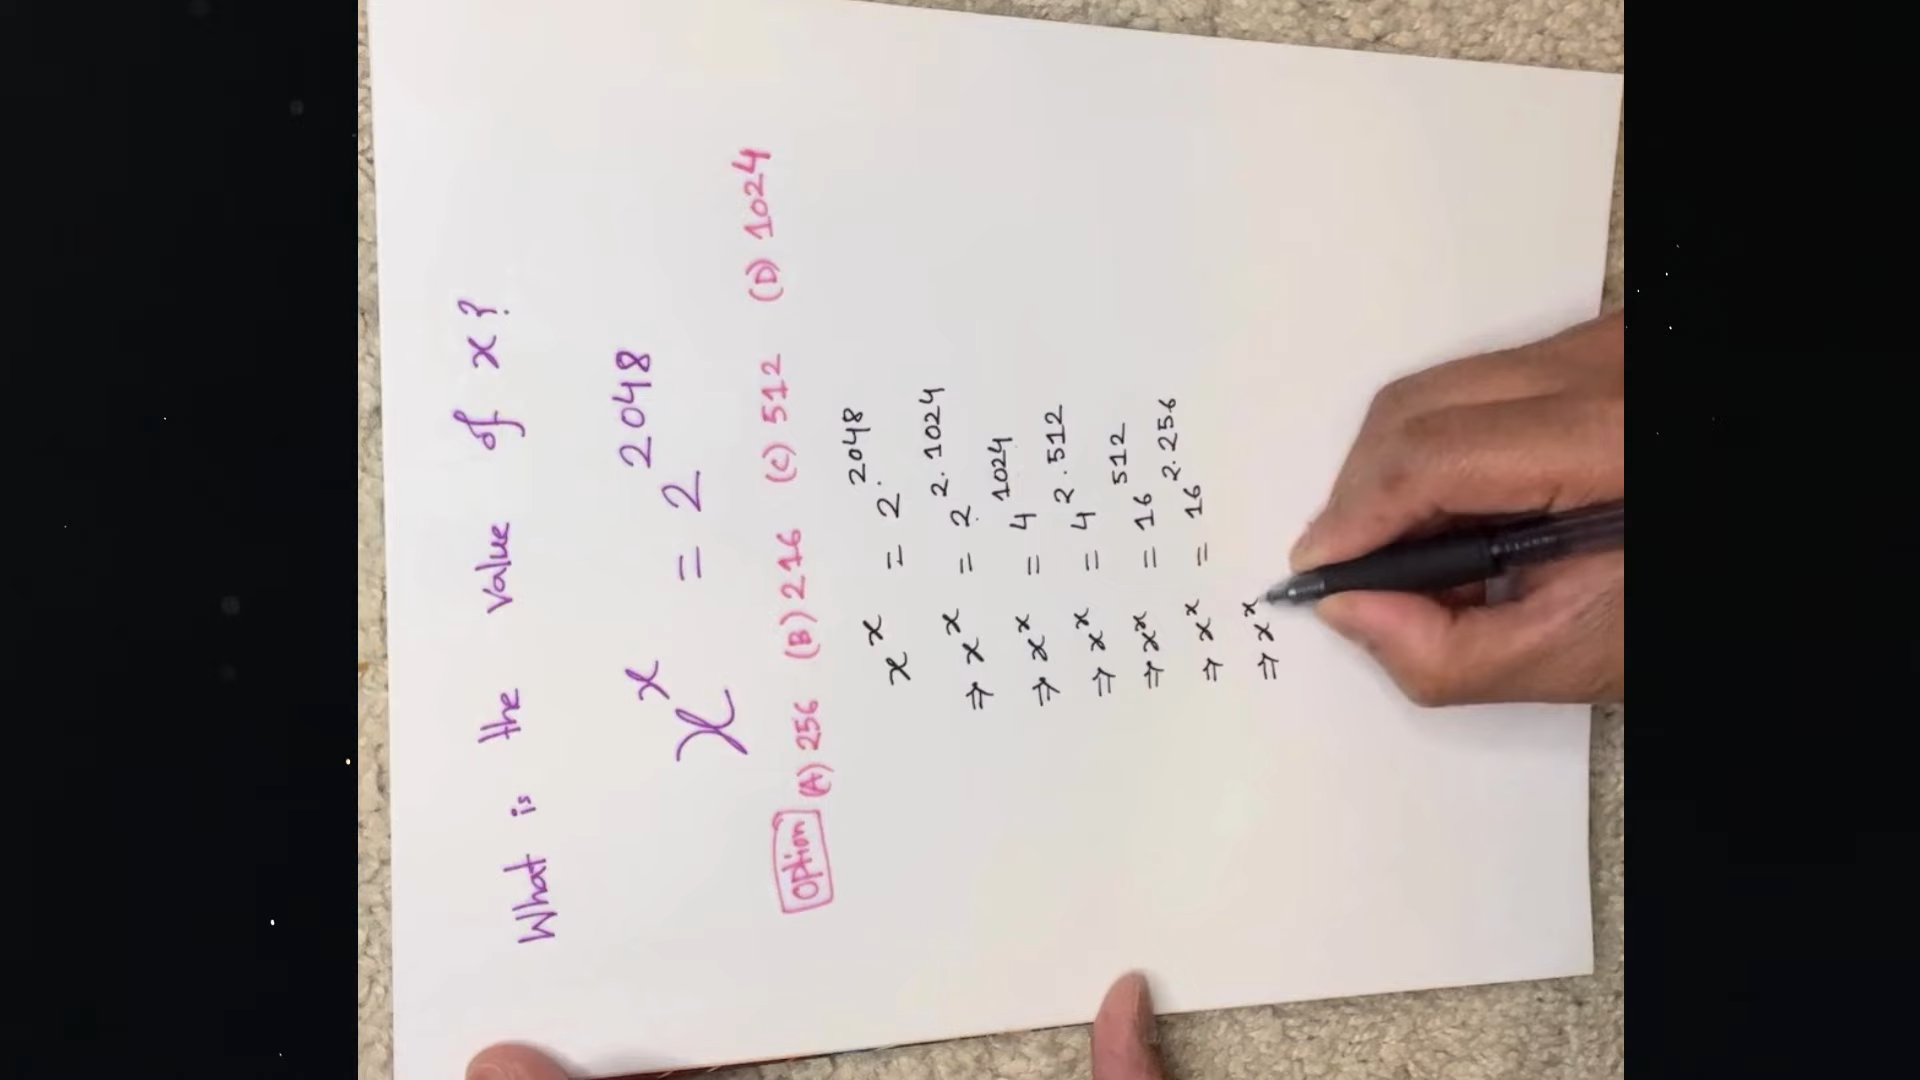 What is the value of x?
x^x = 2^2048
Option (A) 256 (B) 216 (C) 512 (D) 1024
x^x = 2^2048
⇒ x^x = 2^2.1024
⇒ x^x = 4^1024
⇒ x^x = 4^2.512
⇒ x^x = 16^512
⇒ x^x = 16^2.256
⇒ x^x